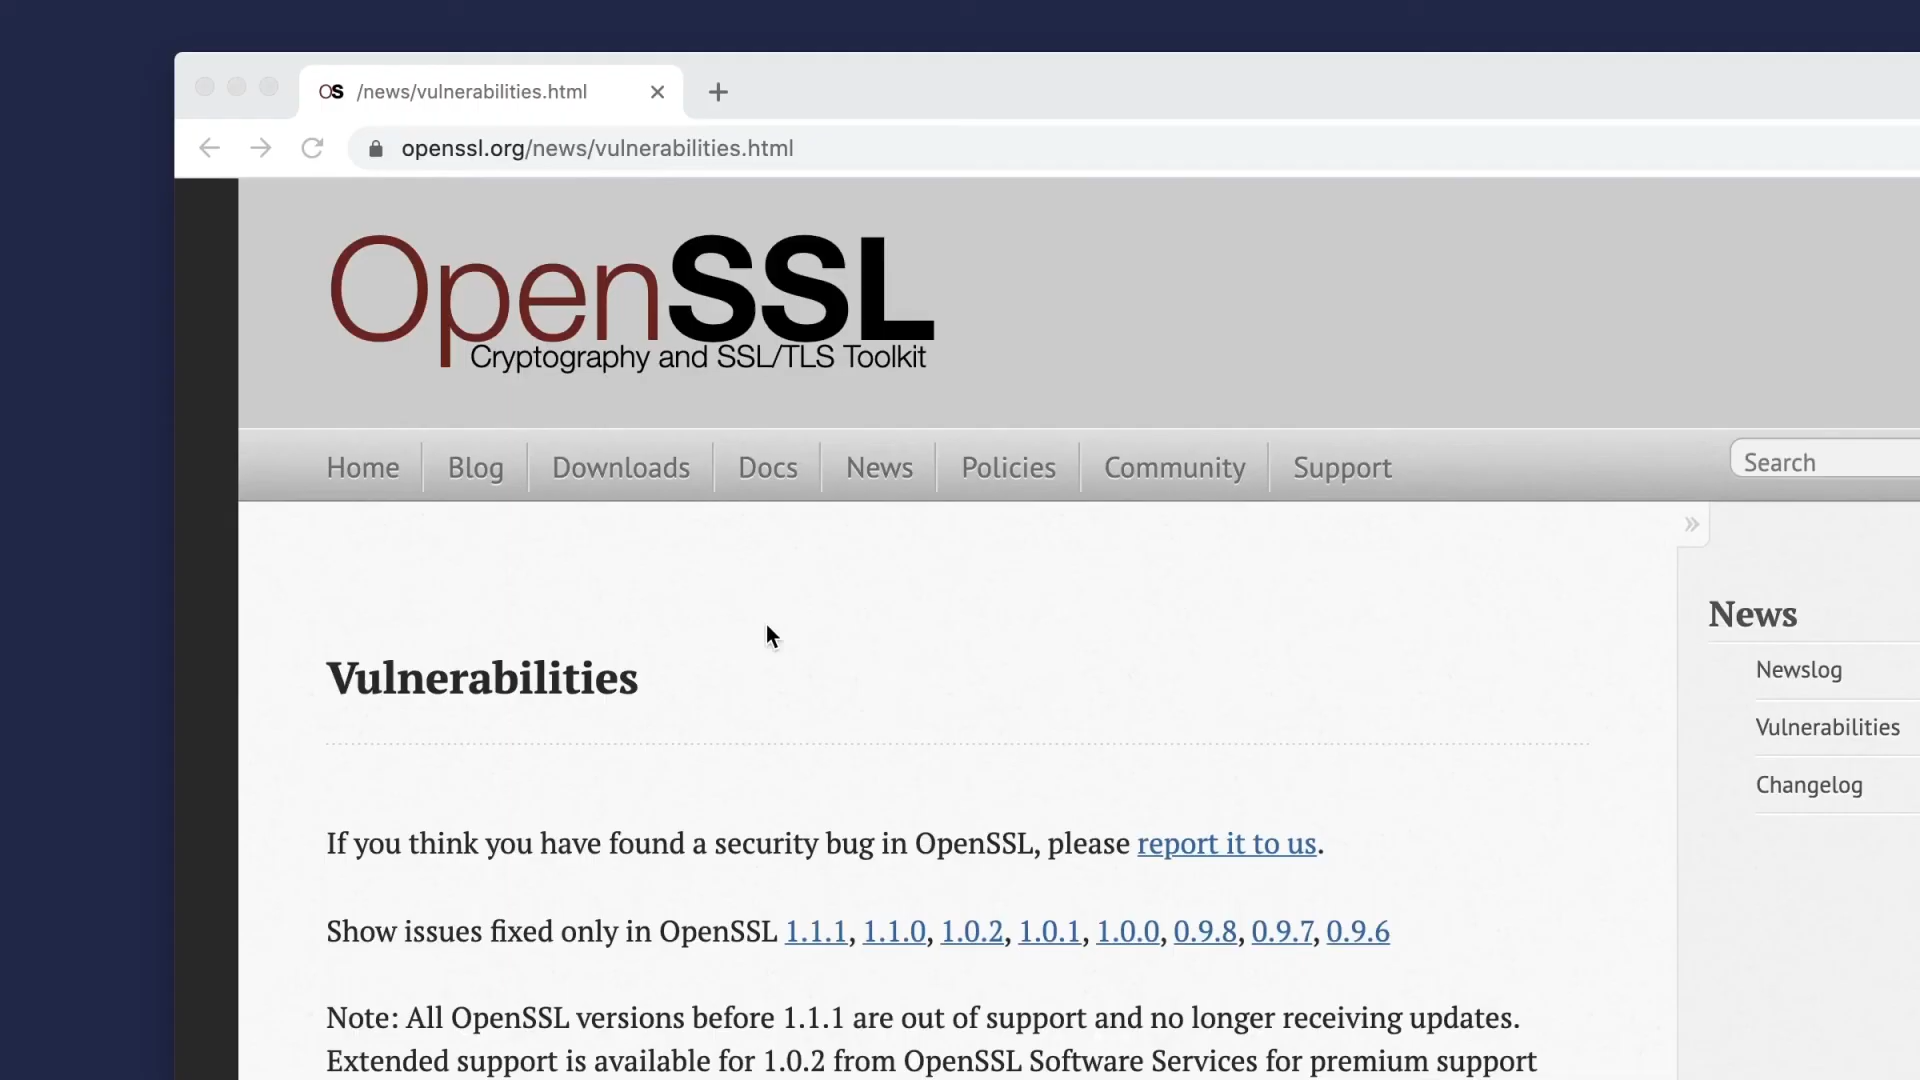 OS /news/vulnerabilities.html
openssl.org/news/vulnerabilities.html
OpenSSL
Cryptography and SSL/TLS Toolkit
Home Blog Downloads Docs News Policies Community Support Search
»
Vulnerabilities
If you think you have found a security bug in OpenSSL, please report it to us.
Show issues fixed only in OpenSSL 1.1.1, 1.1.0, 1.0.2, 1.0.1, 1.0.0, 0.9.8, 0.9.7, 0.9.6
Note: All OpenSSL versions before 1.1.1 are out of support and no longer receiving updates.
Extended support is available for 1.0.2 from OpenSSL Software Services for premium support
News
Newslog
Vulnerabilities
Changelog